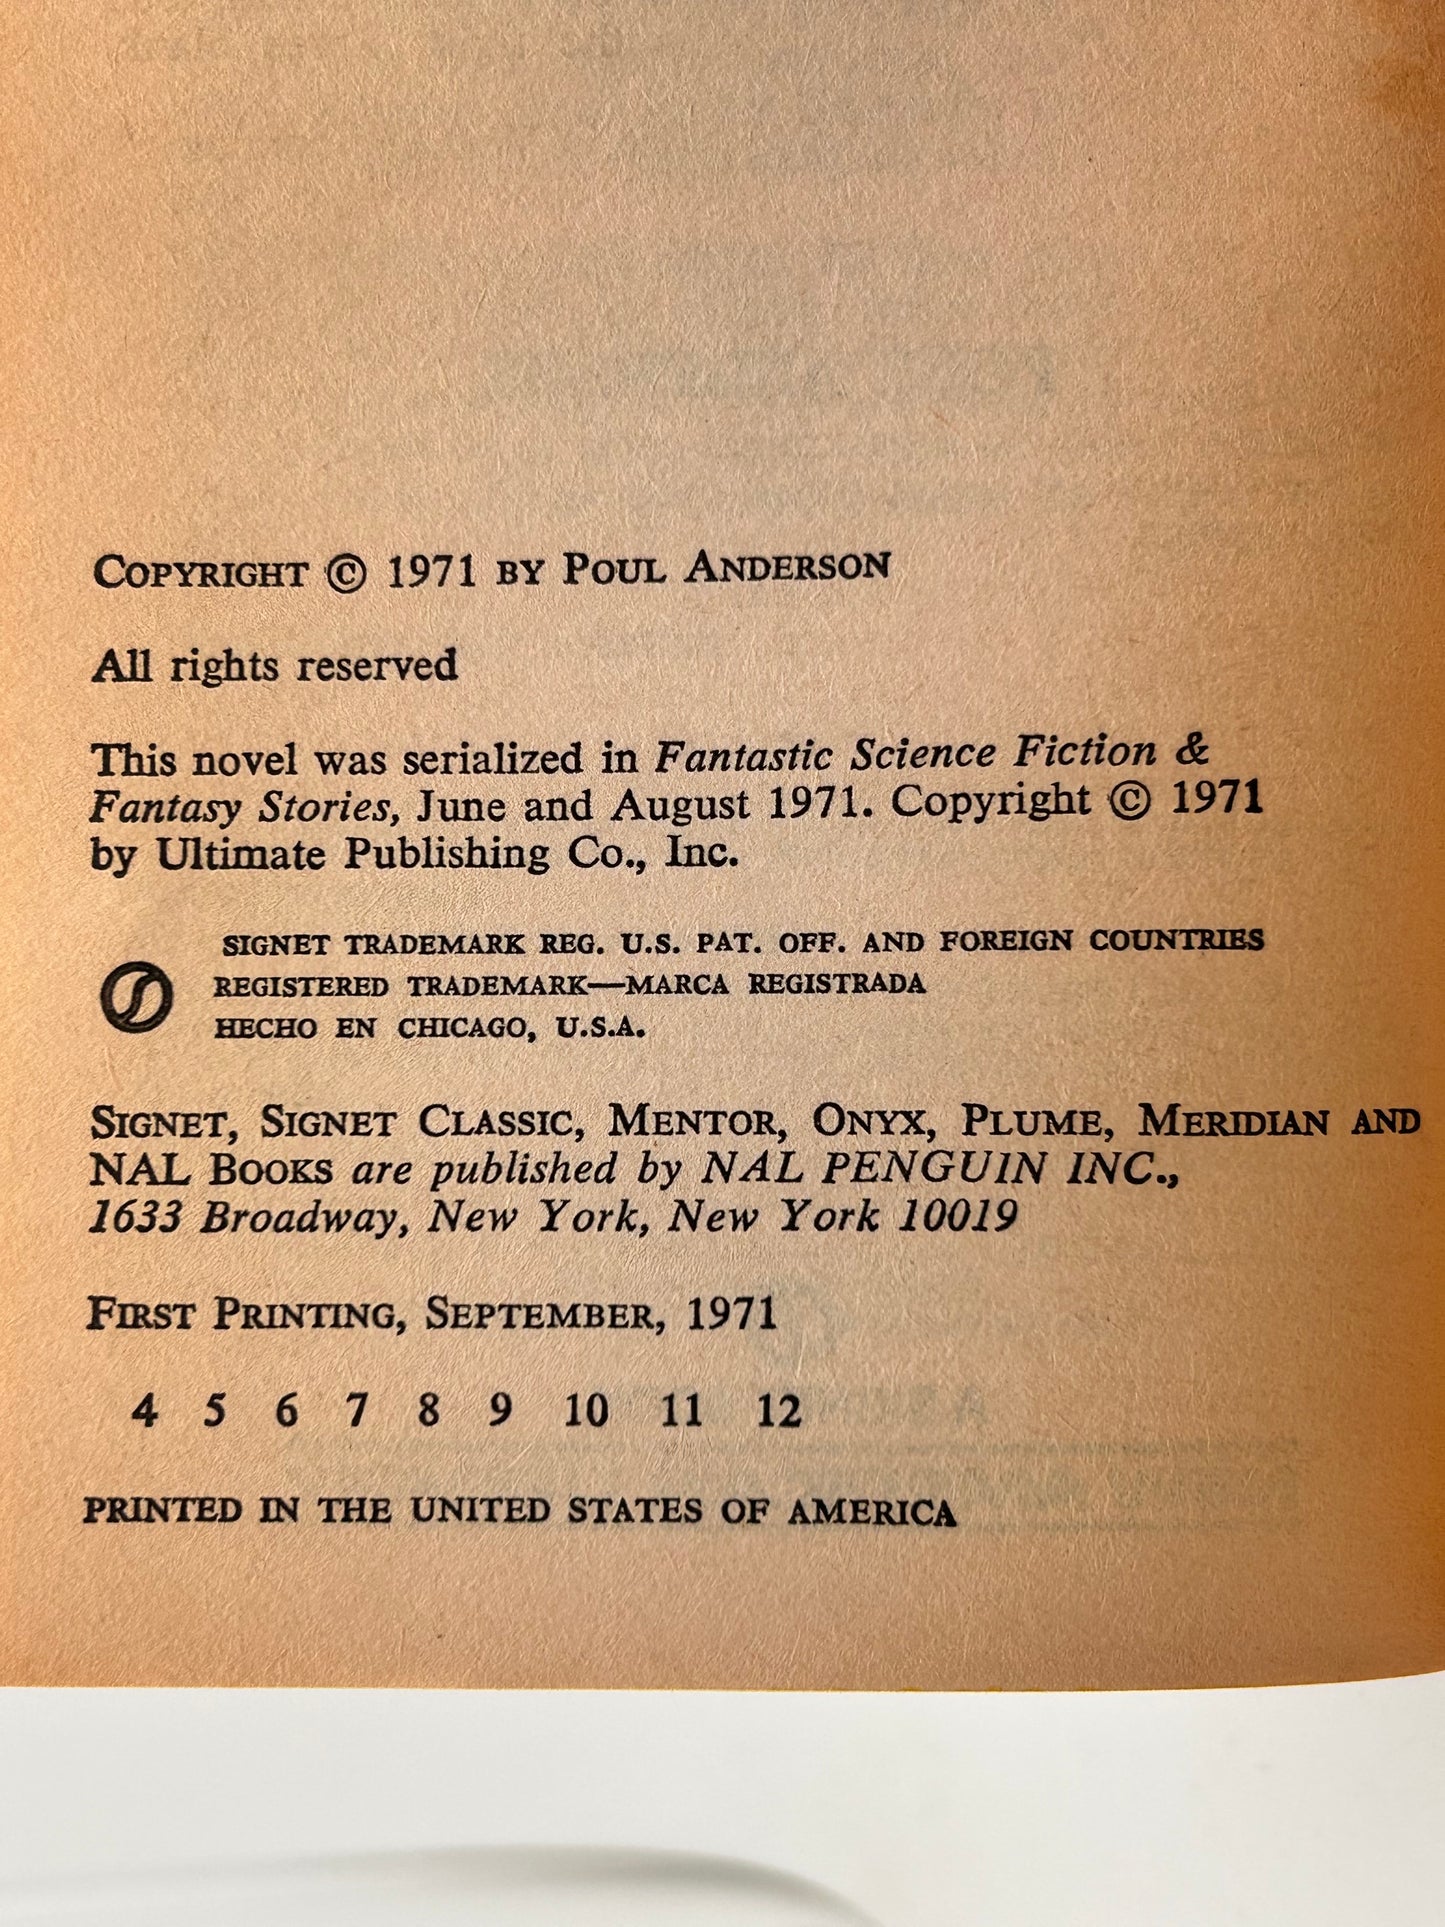 COPYRIGHT © 1971 BY POUL ANDERSON
All rights reserved
This novel was serialized in Fantastic Science Fiction &
Fantasy Stories, June and August 1971. Copyright © 1971
by Ultimate Publishing Co., Inc.
SIGNET TRADEMARK REG. U.S. PAT. OFF. AND FOREIGN COUNTRIES
REGISTERED TRADEMARK—MARCA REGISTRADA
HECHO EN CHICAGO, U.S.A.
SIGNET, SIGNET CLASSIC, MENTOR, ONYX, PLUME, MERIDIAN AND
NAL BOOKS are published by NAL PENGUIN INC.,
1633 Broadway, New York, New York 10019
FIRST PRINTING, SEPTEMBER, 1971
4 5 6 7 8 9 10 11 12
PRINTED IN THE UNITED STATES OF AMERICA